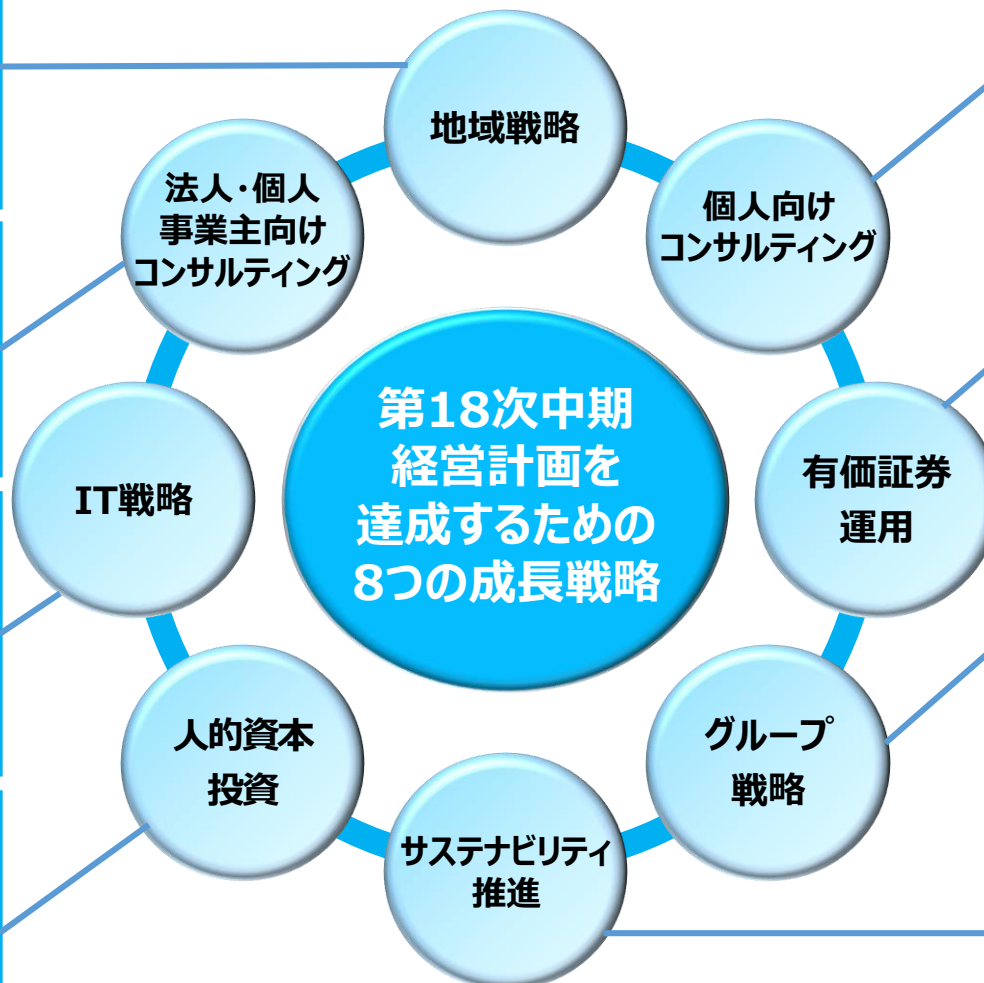 地域戦略
個人向け
コンサルティング
有価証券
運用
グループ
戦略
サステナビリティ
推進
人的資本
投資
IT戦略
法人・個人
事業主向け
コンサルティング
第18次中期
経営計画を
達成するための
8つの成長戦略